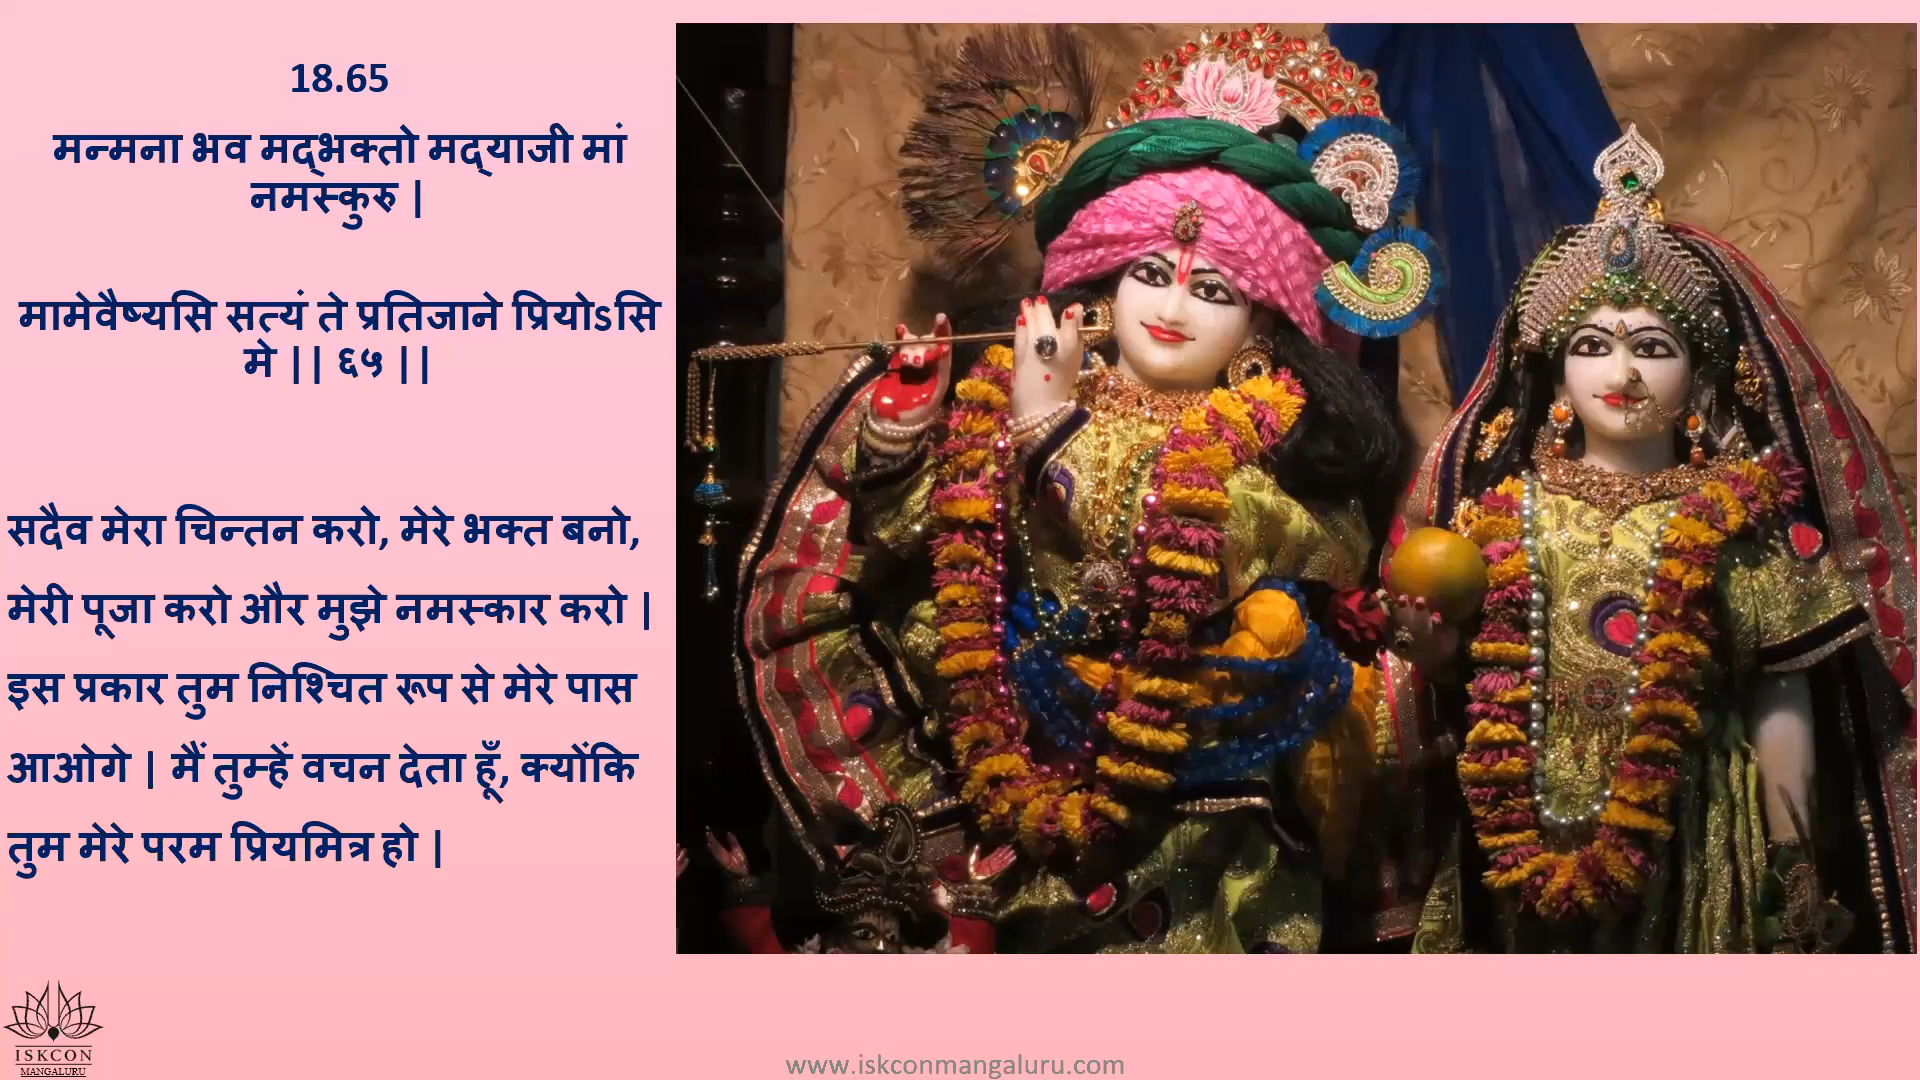 18.65
मन्मना भव मद्भक्तो मद्याजी मां
नमस्कुरु |
मामेवैष्यसि सत्यं ते प्रतिजाने प्रियोऽसि
मे || ६५ ||
सदैव मेरा चिन्तन करो, मेरे भक्त बनो,
मेरी पूजा करो और मुझे नमस्कार करो |
इस प्रकार तुम निश्चित रूप से मेरे पास
आओगे | मैं तुम्हें वचन देता हूँ, क्योंकि
तुम मेरे परम प्रियमित्र हो |
ISKCON
MANGALURU
www.iskconmangaluru.com